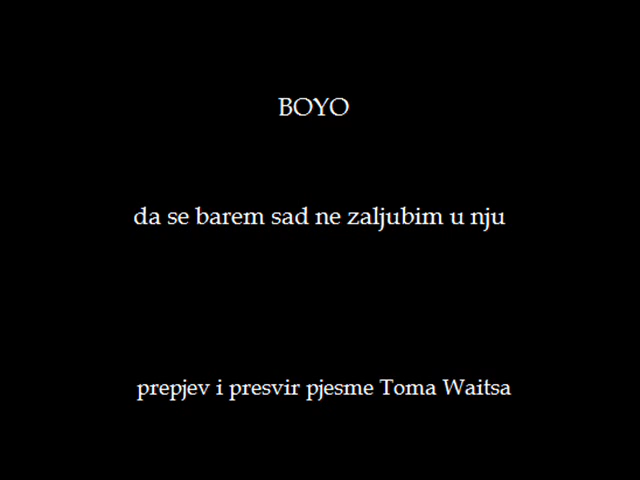 BOYO
da se barem sad ne zaljubim u nju
prepjev i presvir pjesme Toma Waitsa